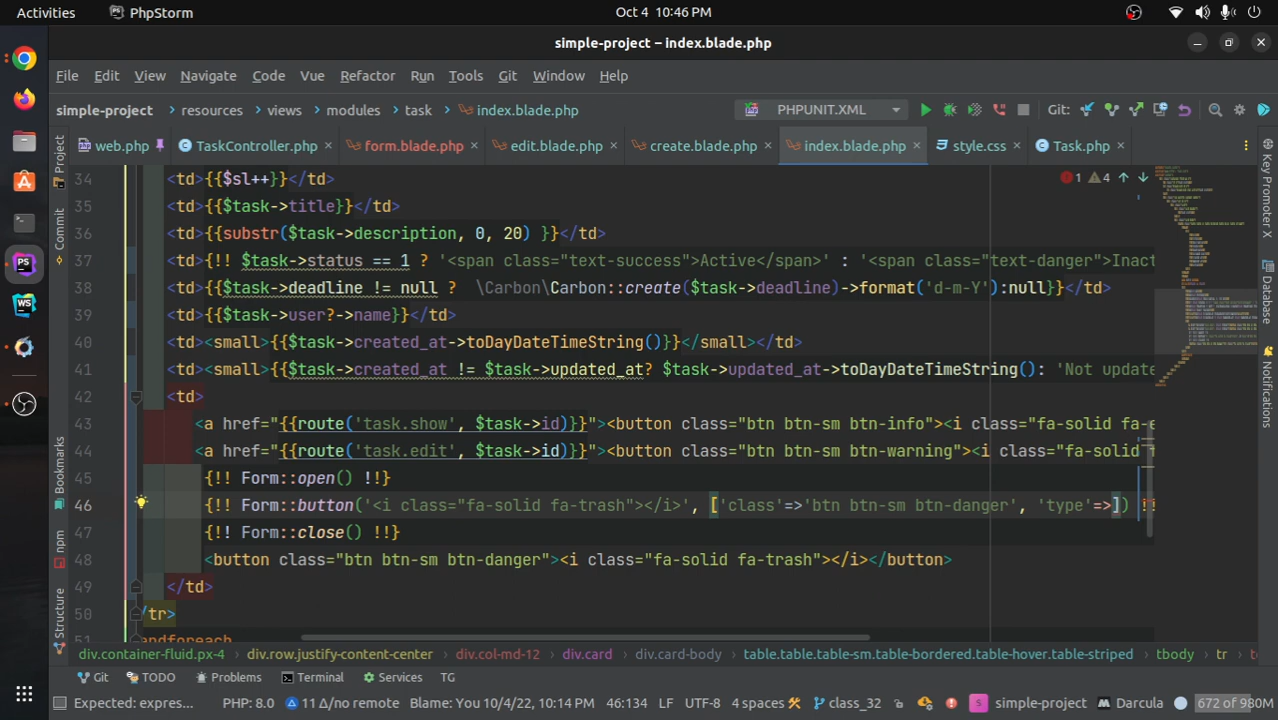 Activities PhpStorm Oct 4 10:46 PM
simple-project – index.blade.php
File Edit View Navigate Code Vue Refactor Run Tools Git Window Help
simple-project resources views modules task index.blade.php PHPUNIT.XML Git:
web.php TaskController.php form.blade.php edit.blade.php create.blade.php index.blade.php style.css Task.php
Project
Commit
Bookmarks
npm
Structure
34 <td>{{$sl++}}</td> 1 4
35 <td>{{$task->title}}</td>
36 <td>{{substr($task->description, 0, 20) }}</td>
37 <td>{!! $task->status == 1 ? '<span class="text-success">Active</span>' : '<span class="text-danger">Inact
38 <td>{{$task->deadline != null ? \Carbon\Carbon::create($task->deadline)->format('d-m-Y'):null}}</td>
39 <td>{{$task->user?->name}}</td>
40 <td><small>{{$task->created_at->toDayDateTimeString()}}</small></td>
41 <td><small>{{$task->created_at != $task->updated_at? $task->updated_at->toDayDateTimeString(): 'Not update
42 <td>
43 <a href="{{route('task.show', $task->id)}}"><button class="btn btn-sm btn-info"><i class="fa-solid fa-e
44 <a href="{{route('task.edit', $task->id)}}"><button class="btn btn-sm btn-warning"><i class="fa-solid f
45 {!! Form::open() !!}
46 {!! Form::button('<i class="fa-solid fa-trash"></i>', ['class'=>'btn btn-sm btn-danger', 'type'=>]) !!
47 {!! Form::close() !!}
48 <button class="btn btn-sm btn-danger"><i class="fa-solid fa-trash"></i></button>
49 </td>
50 /tr>
51 @endforeach
Key Promoter X
Database
Notifications
div.container-fluid.px-4 div.row.justify-content-center div.col-md-12 div.card div.card-body table.table.table-sm.table-bordered.table-hover.table-striped tbody tr
Git TODO Problems Terminal Services TG
Expected: expres... PHP: 8.0 11 Δ/no remote Blame: You 10/4/22, 10:14 PM 46:134 LF UTF-8 4 spaces class_32 S simple-project Darcula 672 of 980M